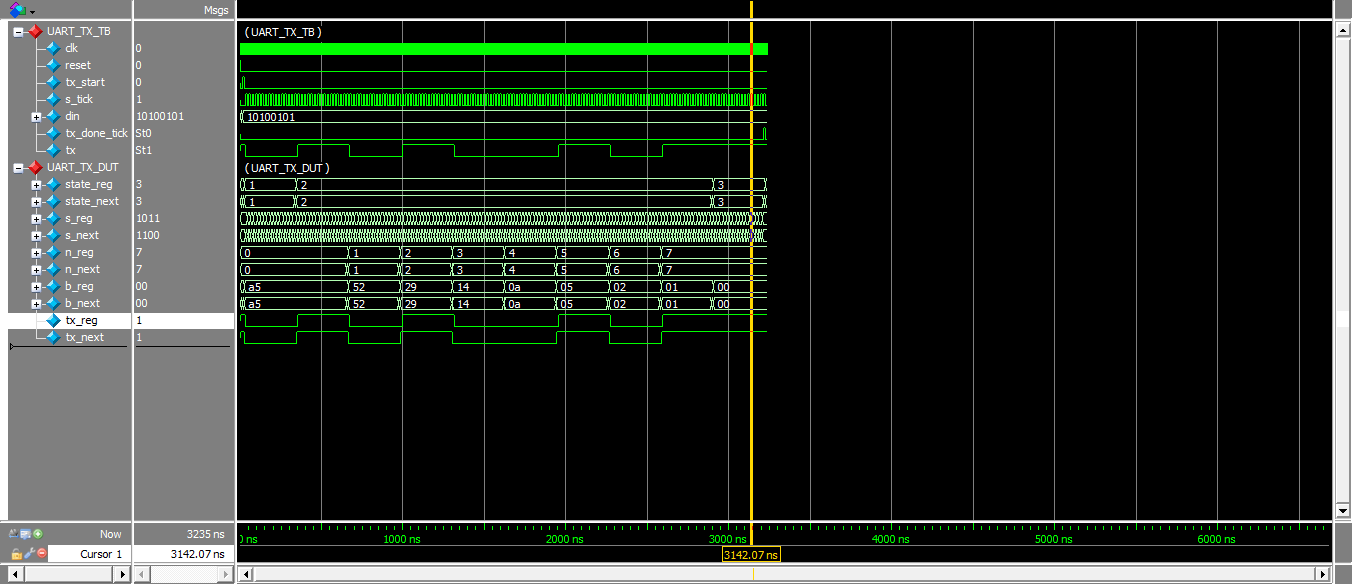 Msgs
UART_TX_TB (UART_TX_TB)
clk 0
reset 0
tx_start 0
s_tick 1
din 10100101 10100101
tx_done_tick St0
tx St1
UART_TX_DUT (UART_TX_DUT)
state_reg 3 1 2 3
state_next 3 1 2 3
s_reg 1011
s_next 1100
n_reg 7 0 1 2 3 4 5 6 7
n_next 7 0 1 2 3 4 5 6 7
b_reg 00 a5 52 29 14 0a 05 02 01 00
b_next 00 a5 52 29 14 0a 05 02 01 00
tx_reg 1
tx_next 1
Now 3235 ns ns 1000 ns 2000 ns 3000 ns 4000 ns 5000 ns 6000 ns
Cursor 1 3142.07 ns 3142.07 ns